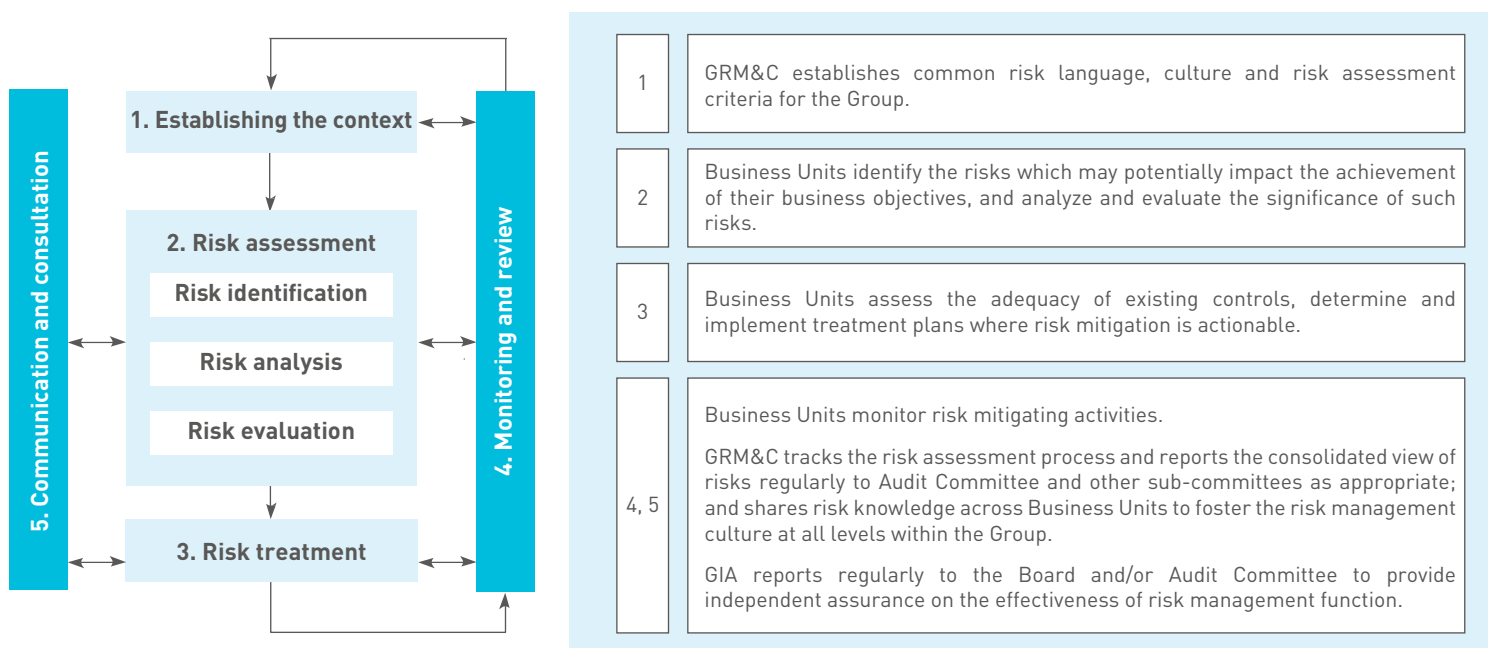 5. Communication and consultation
1. Establishing the context
2. Risk assessment
Risk identification
Risk analysis
Risk evaluation
3. Risk treatment
4. Monitoring and review
1
GRM&C establishes common risk language, culture and risk assessment
criteria for the Group.
2
Business Units identify the risks which may potentially impact the achievement
of their business objectives, and analyze and evaluate the significance of such
risks.
3
Business Units assess the adequacy of existing controls, determine and
implement treatment plans where risk mitigation is actionable.
4, 5
Business Units monitor risk mitigating activities.
GRM&C tracks the risk assessment process and reports the consolidated view of
risks regularly to Audit Committee and other sub-committees as appropriate;
and shares risk knowledge across Business Units to foster the risk management
culture at all levels within the Group.
GIA reports regularly to the Board and/or Audit Committee to provide
independent assurance on the effectiveness of risk management function.